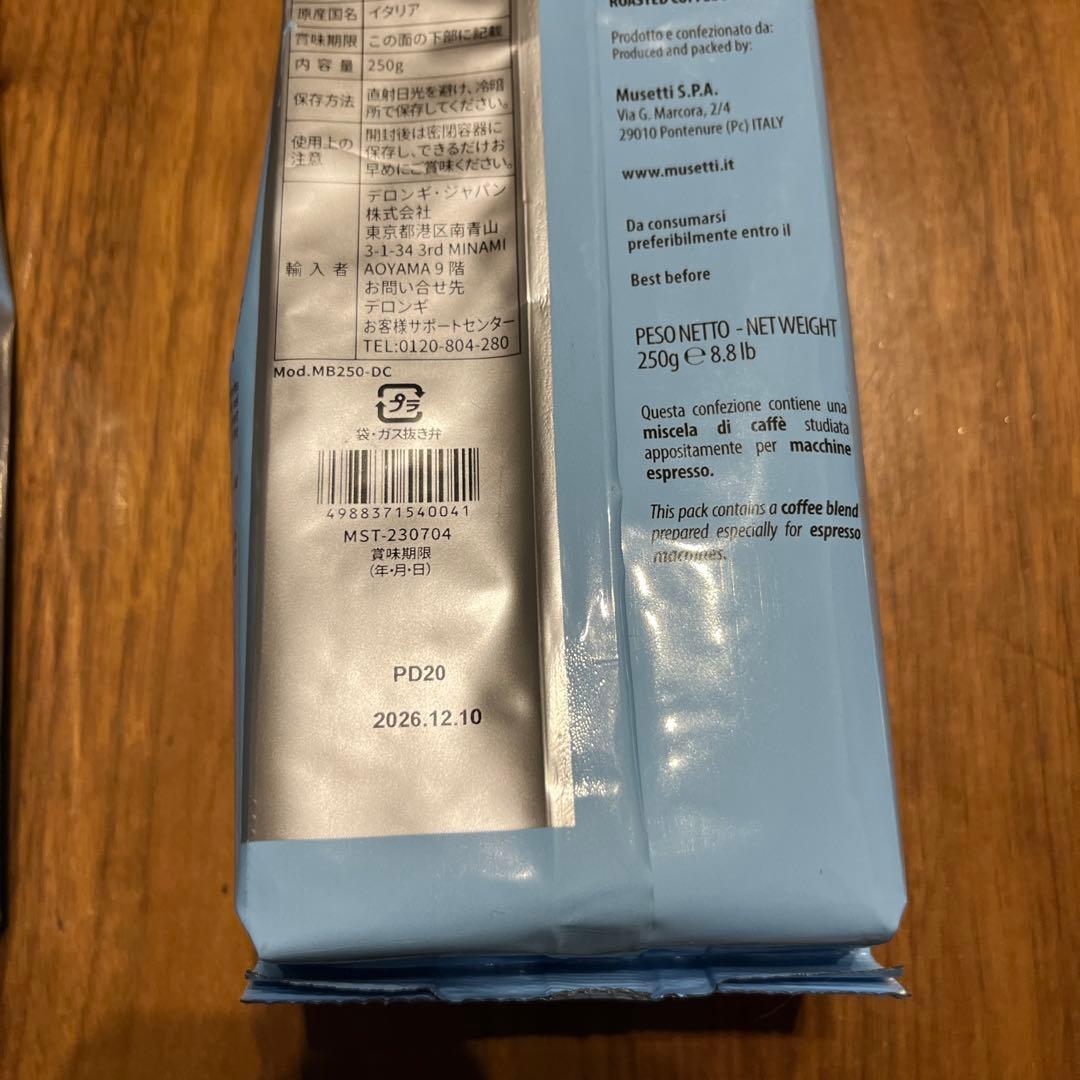 原産国名 イタリア
賞味期限 この面の下部に記載
内容量 250g
保存方法 直射日光を避け、冷暗
所で保存してください。
使用上の
注意
開封後は密閉容器に
保存し、できるだけお
早めにご賞味ください。
輸入者
デロンギ・ジャパン
株式会社
東京都港区南青山
3-1-34 3rd MINAMI
AOYAMA 9 階
お問い合せ先
デロンギ
お客様サポートセンター
TEL:0120-804-280
Mod.MB250-DC
プラ
袋・ガス抜き弁
4988371540041
MST-230704
賞味期限
(年・月・日)
PD20
2026.12.10
Prodotto e confezionato da:
Produced and packed by:
Musetti S.P.A.
Via G. Marcora, 2/4
29010 Pontenure (Pc) ITALY
www.musetti.it
Da consumarsi
preferibilmente entro il
Best before
PESO NETTO - NET WEIGHT
250g ℮ 8.8 lb
Questa confezione contiene una
miscela di caffè studiata
appositamente per macchine
espresso.
This pack contains a coffee blend
prepared especially for espresso
machines.